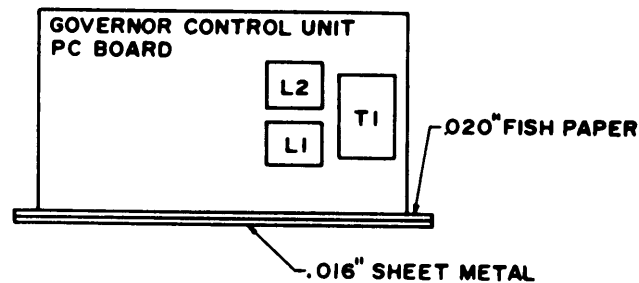 GOVERNOR CONTROL UNIT
PC BOARD
L2
L1
T1
.020" FISH PAPER
.016" SHEET METAL